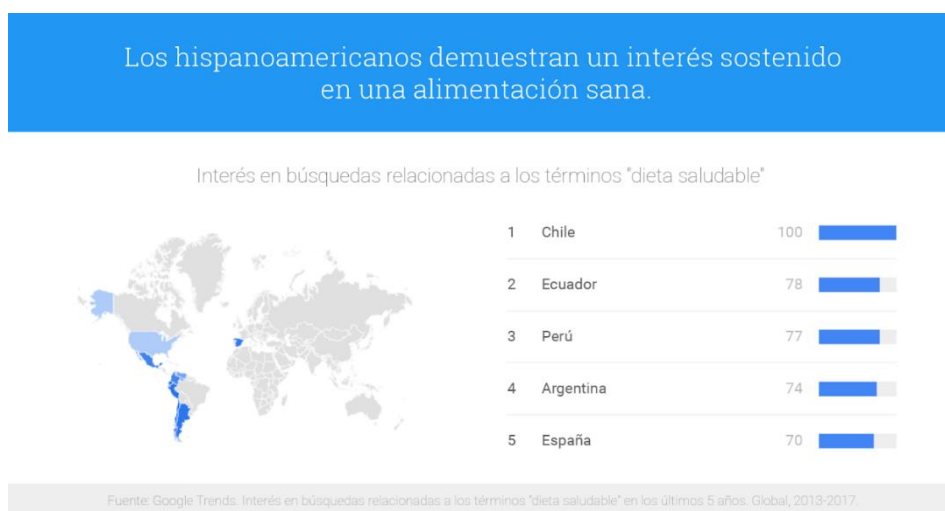 Los hispanoamericanos demuestran un interés sostenido
en una alimentación sana.
Interés en búsquedas relacionadas a los términos "dieta saludable"
1 Chile 100
2 Ecuador 78
3 Perú 77
4 Argentina 74
5 España 70
Fuente: Google Trends. Interés en búsquedas relacionadas a los términos "dieta saludable" en los últimos 5 años. Global, 2013-2017.